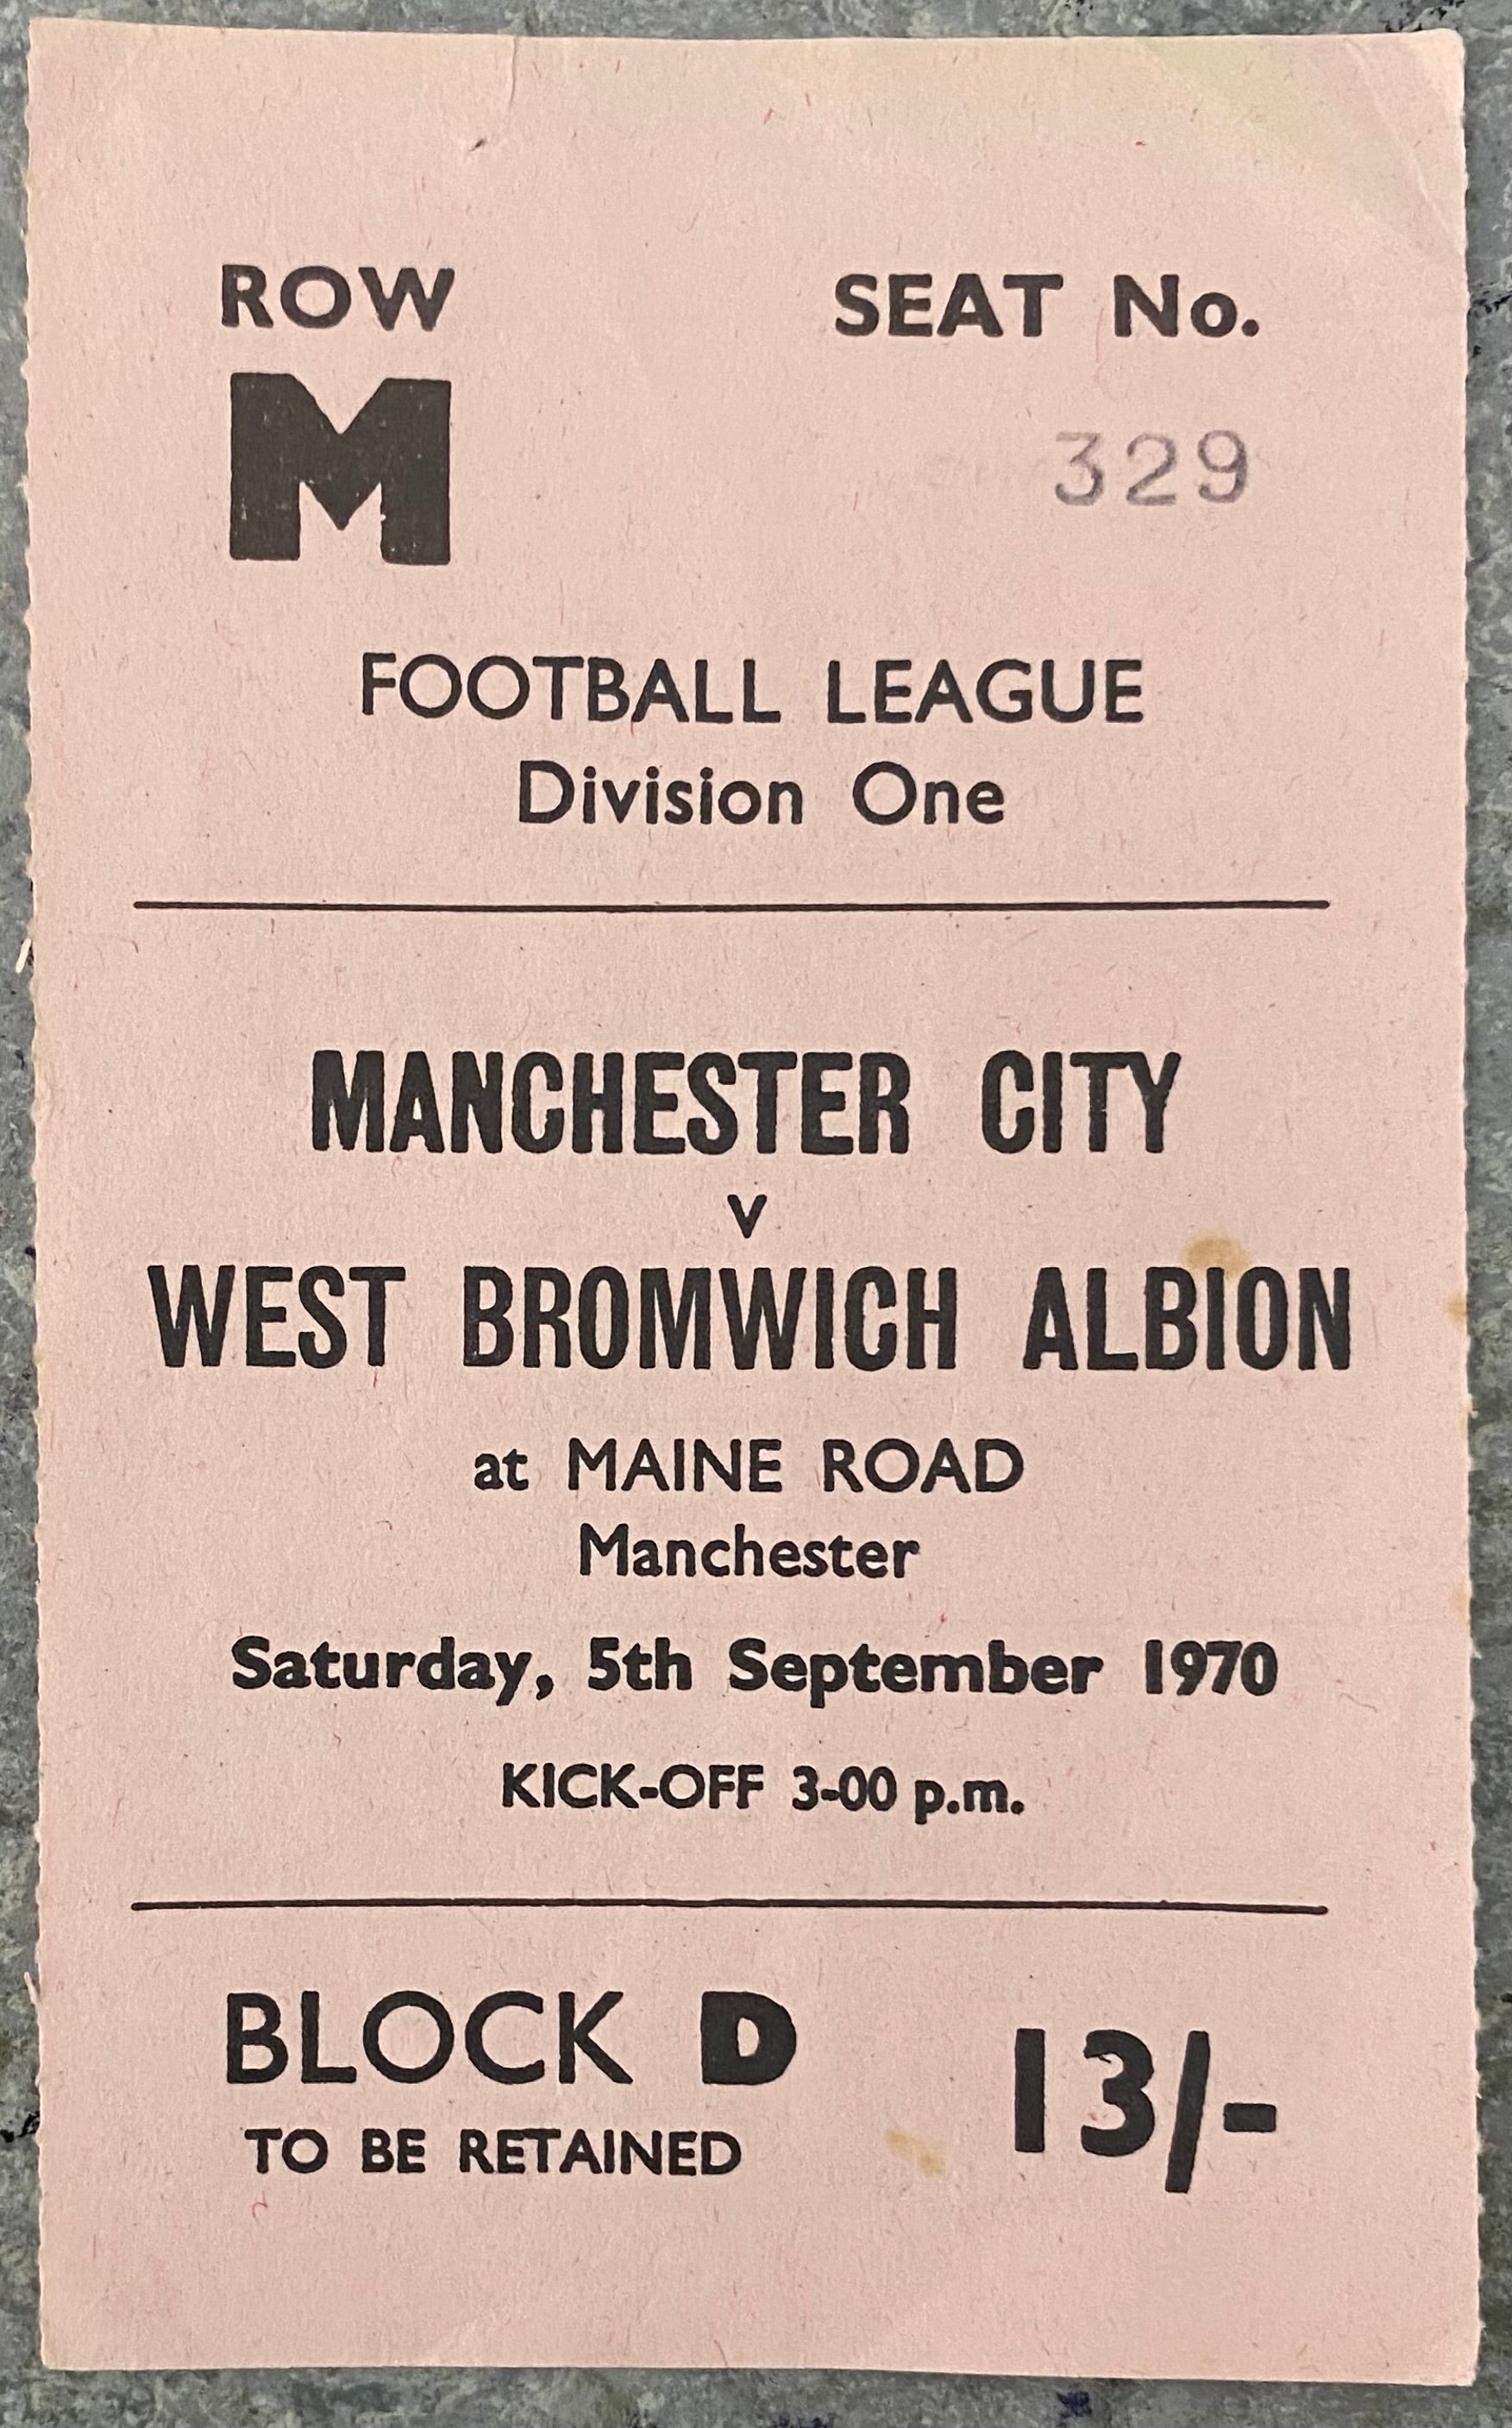 ROW SEAT No.
M 329
FOOTBALL LEAGUE
Division One
MANCHESTER CITY
v
WEST BROMWICH ALBION
at MAINE ROAD
Manchester
Saturday, 5th September 1970
KICK-OFF 3-00 p.m.
BLOCK D 13/-
TO BE RETAINED